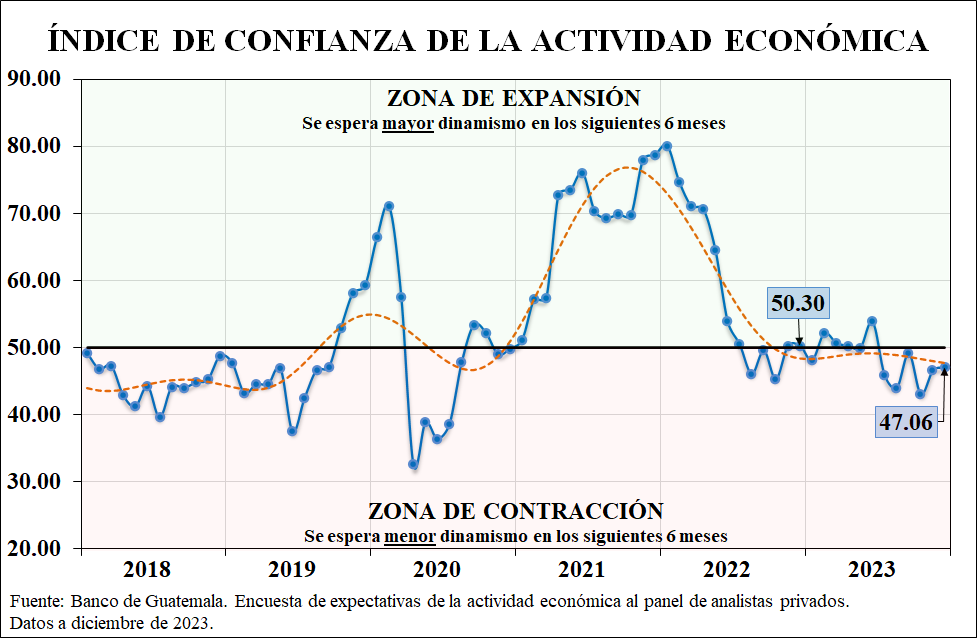 ÍNDICE DE CONFIANZA DE LA ACTIVIDAD ECONÓMICA
90.00
ZONA DE EXPANSIÓN
Se espera mayor dinamismo en los siguientes 6 meses
80.00
70.00
60.00
50.30
50.00
40.00
47.06
30.00
ZONA DE CONTRACCIÓN
Se espera menor dinamismo en los siguientes 6 meses
20.00
2018 2019 2020 2021 2022 2023
Fuente: Banco de Guatemala. Encuesta de expectativas de la actividad económica al panel de analistas privados.
Datos a diciembre de 2023.